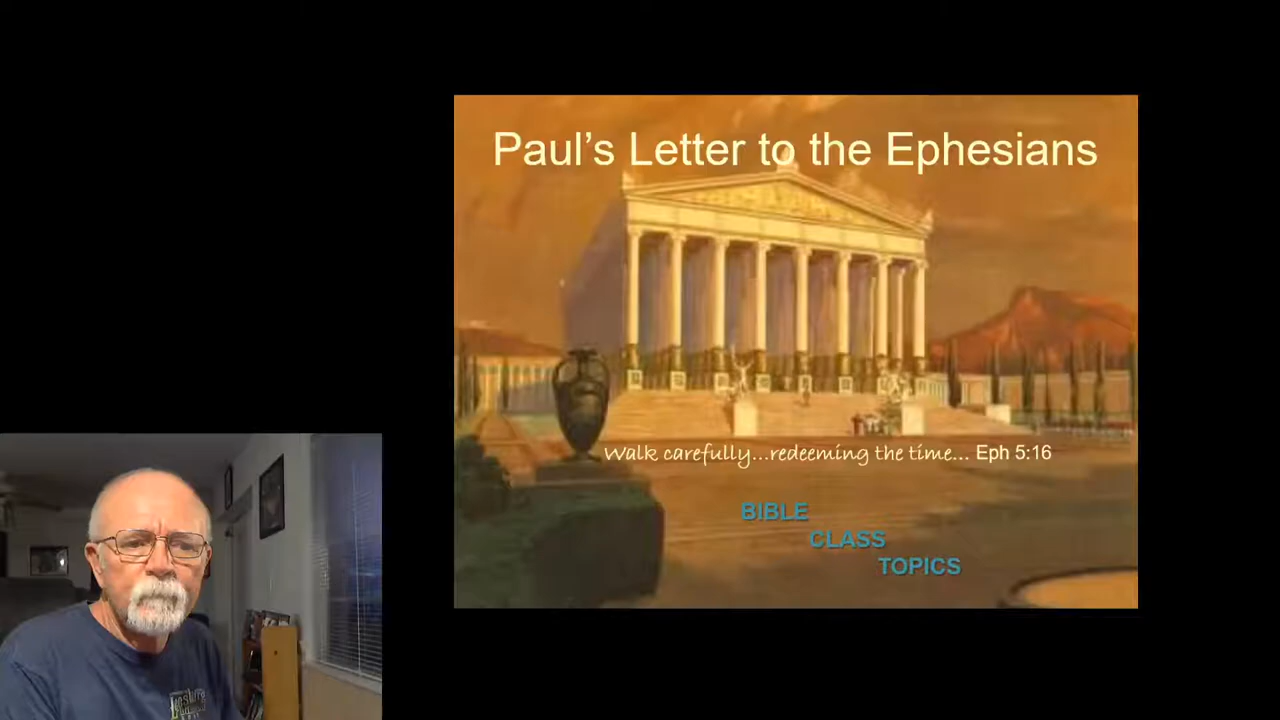 Paul’s Letter to the Ephesians
Walk carefully...redeeming the time... Eph 5:16
BIBLE
CLASS
TOPICS